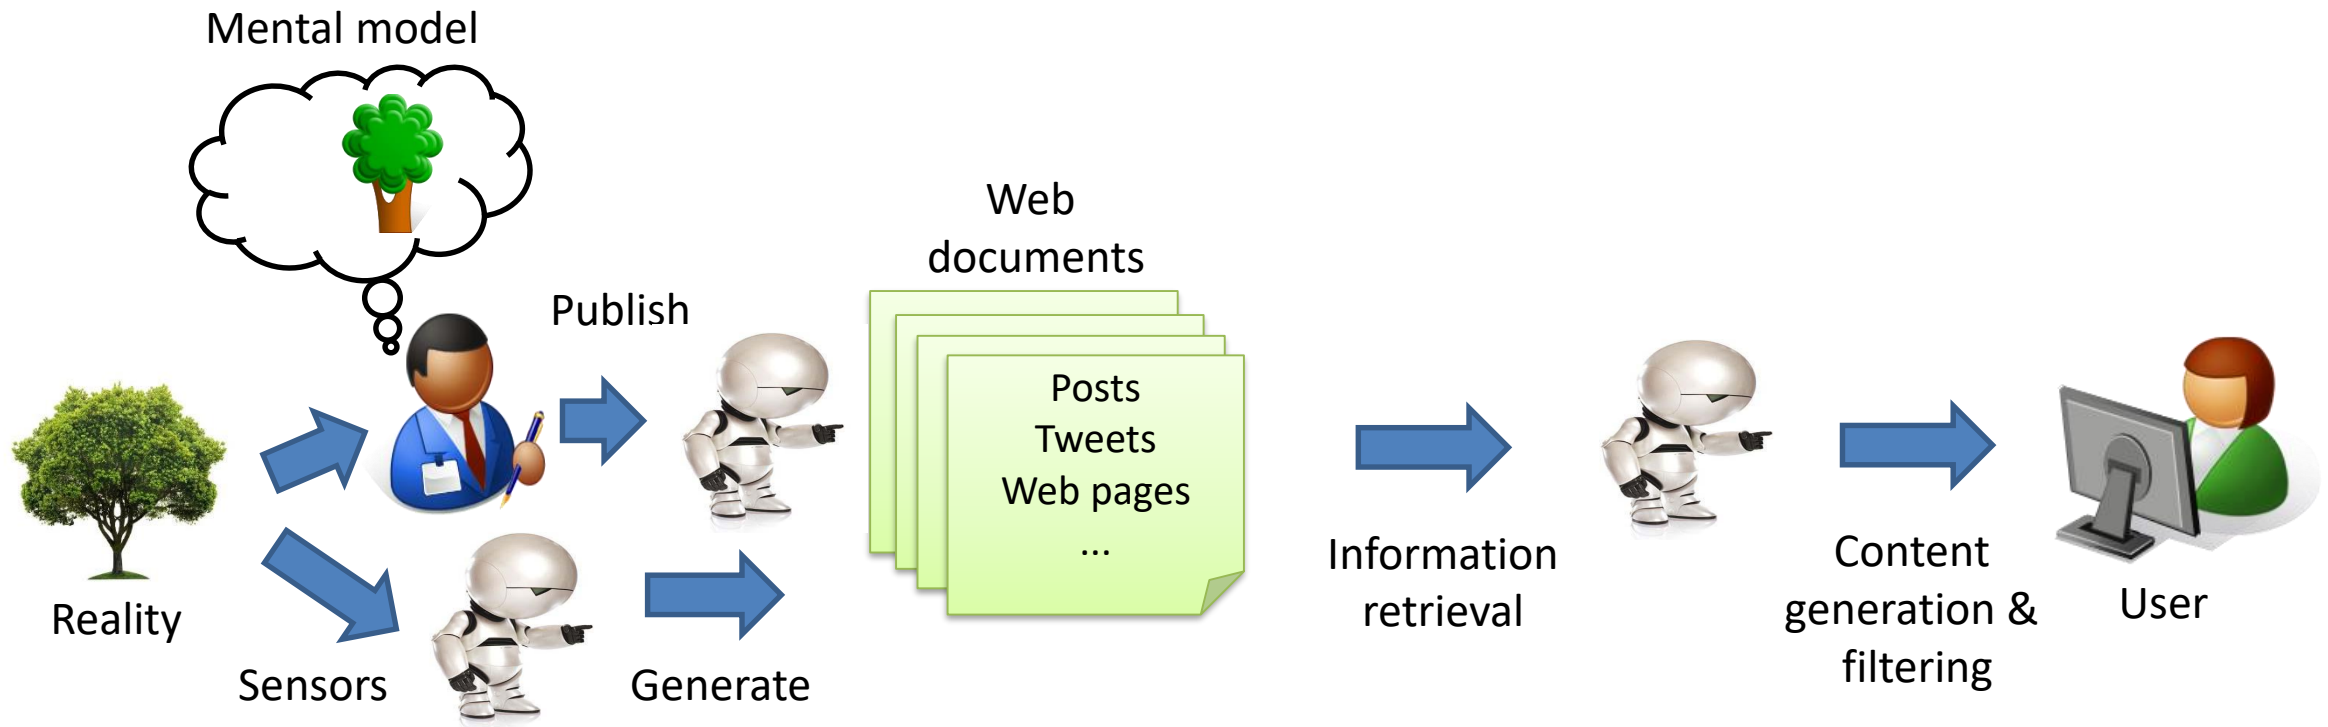 Mental model
Publish
Web
documents
Posts
Tweets
Web pages
...
Reality
Sensors
Generate
Information
retrieval
Content
generation &
filtering
User